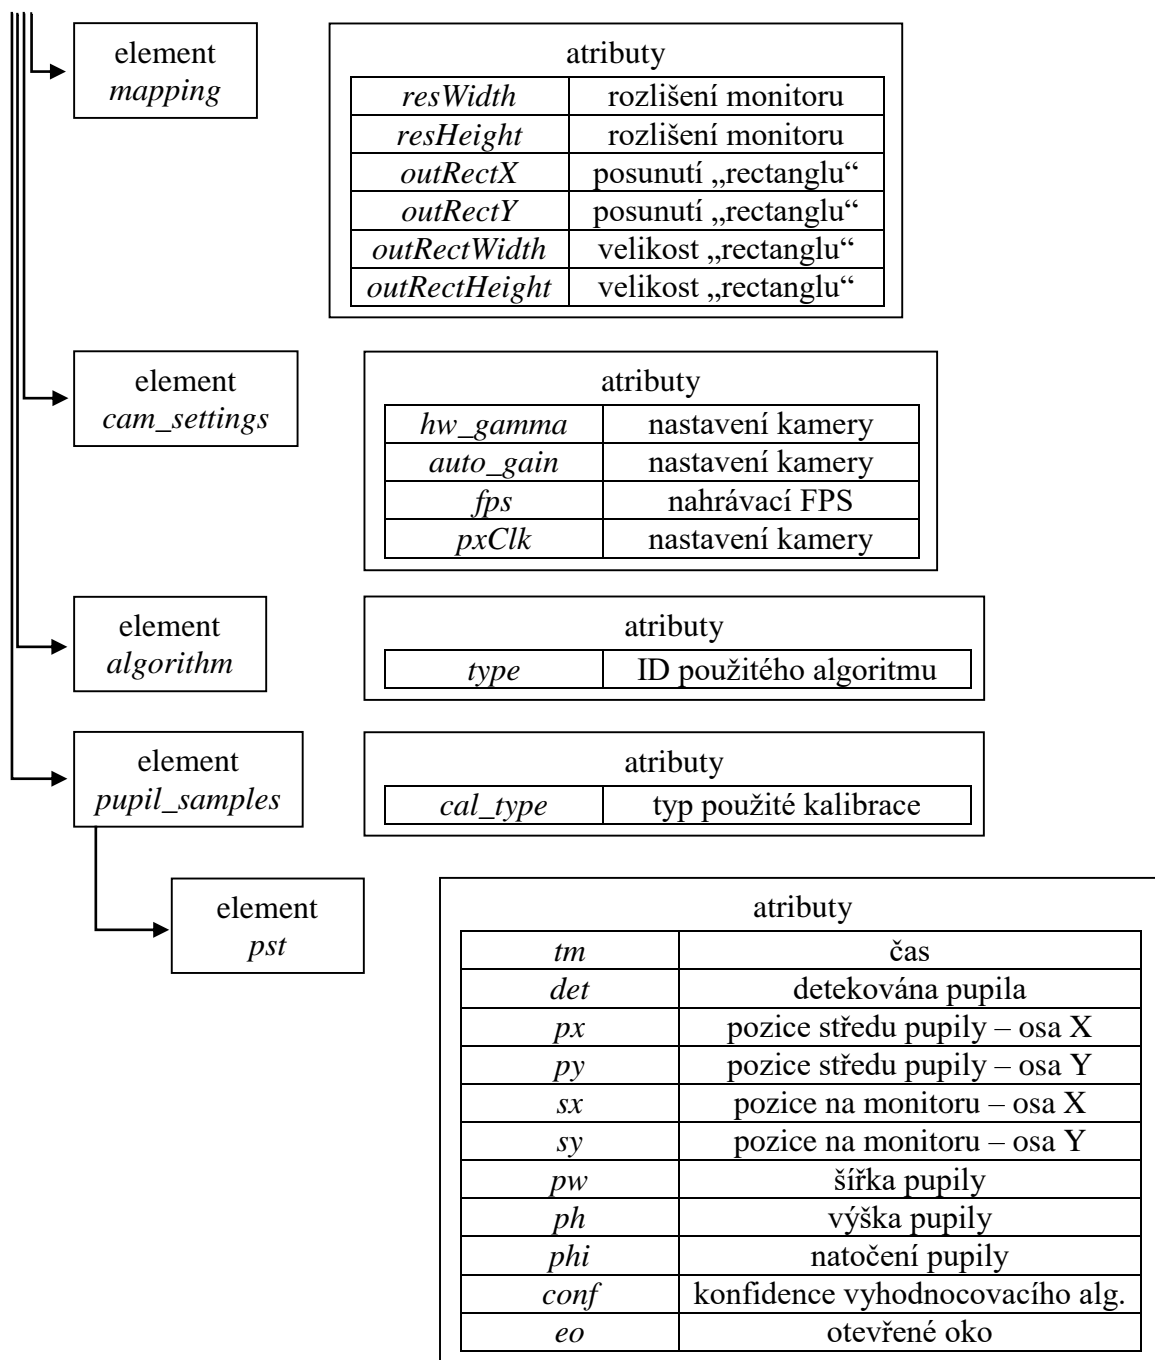 element
mapping
atributy
resWidth rozlišení monitoru
resHeight rozlišení monitoru
outRectX posunutí „rectanglu“
outRectY posunutí „rectanglu“
outRectWidth velikost „rectanglu“
outRectHeight velikost „rectanglu“
element
cam_settings
atributy
hw_gamma nastavení kamery
auto_gain nastavení kamery
fps nahrávací FPS
pxClk nastavení kamery
element
algorithm
atributy
type ID použitého algoritmu
element
pupil_samples
atributy
cal_type typ použité kalibrace
element
pst
atributy
tm čas
det detekována pupila
px pozice středu pupily – osa X
py pozice středu pupily – osa Y
sx pozice na monitoru – osa X
sy pozice na monitoru – osa Y
pw šířka pupily
ph výška pupily
phi natočení pupily
conf konfidence vyhodnocovacího alg.
eo otevřené oko